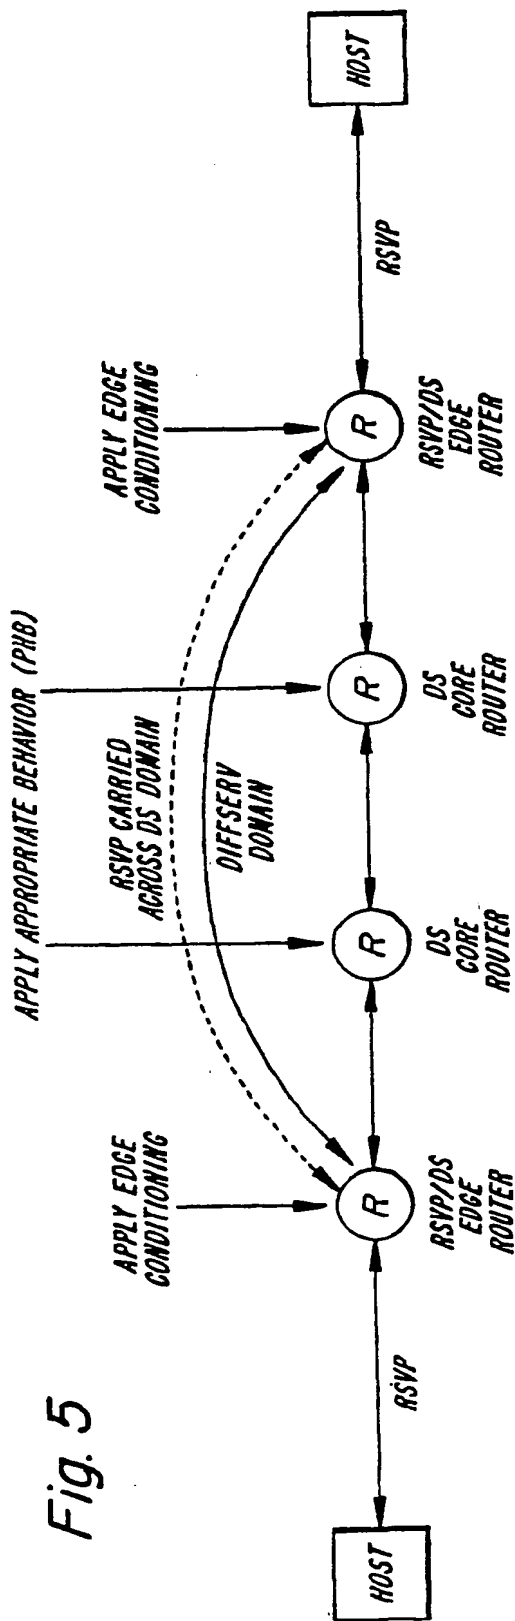 Fig. 5
APPLY APPROPRIATE BEHAVIOR (PHB)
APPLY EDGE
CONDITIONING
RSVP CARRIED
ACROSS DS DOMAIN
DIFFSERV
DOMAIN
APPLY EDGE
CONDITIONING
HOST
RSVP
R
RSVP/DS
EDGE
ROUTER
R
DS
CORE
ROUTER
R
DS
CORE
ROUTER
R
RSVP/DS
EDGE
ROUTER
RSVP
HOST